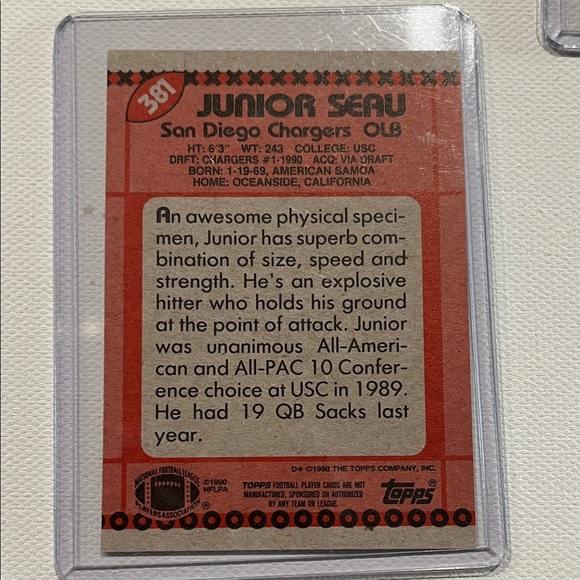 381
JUNIOR SEAU
San Diego Chargers OLB
HT: 6'3" WT: 243 COLLEGE: USC
DRFT: CHARGERS #1-1990 ACQ: VIA DRAFT
BORN: 1-19-69, AMERICAN SAMOA
HOME: OCEANSIDE, CALIFORNIA
An awesome physical speci-
men, Junior has superb com-
bination of size, speed and
strength. He's an explosive
hitter who holds his ground
at the point of attack. Junior
was unanimous All-Ameri-
can and All-PAC 10 Confer-
ence choice at USC in 1989.
He had 19 QB Sacks last
year.
D* ©1990 THE TOPPS COMPANY, INC.
NATIONAL FOOTBALL LEAGUE
PLAYERS ASSOCIATION
©1990
NFLPA
TOPPS FOOTBALL PLAYER CARDS ARE NOT
MANUFACTURED, SPONSORED OR AUTHORIZED
BY ANY TEAM OR LEAGUE.
topps